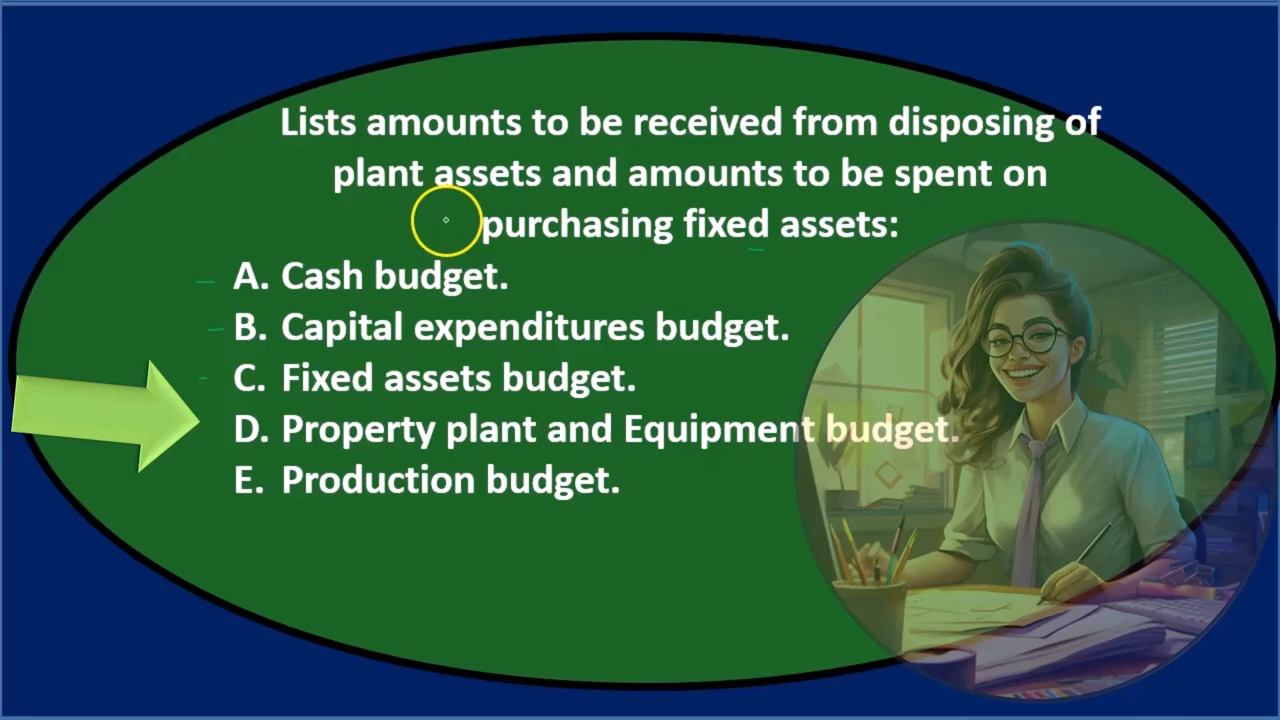 Lists amounts to be received from disposing of
plant assets and amounts to be spent on
purchasing fixed assets:
A. Cash budget.
B. Capital expenditures budget.
C. Fixed assets budget.
D. Property plant and Equipment budget.
E. Production budget.